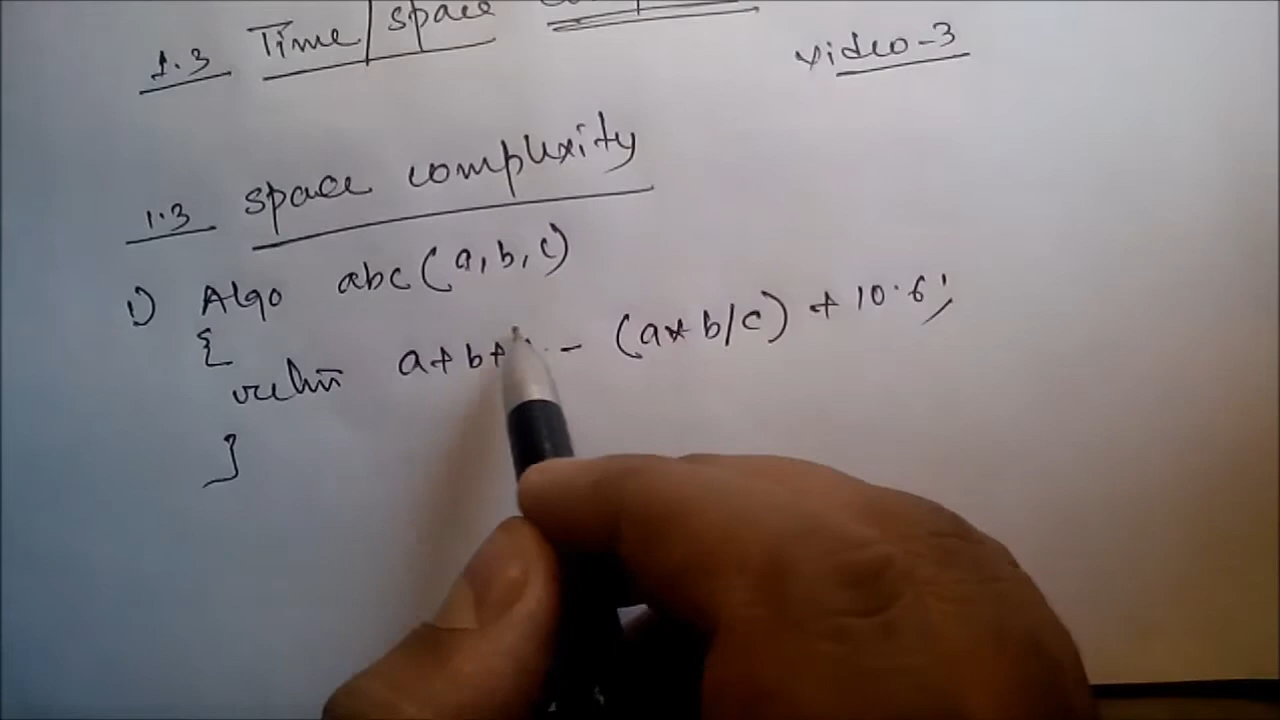 1.3 Time/space
video-3
1.3 space complexity
1) Algo abc(a, b, c)
{
return a+b+ - (a*b/c) + 10.6;
}